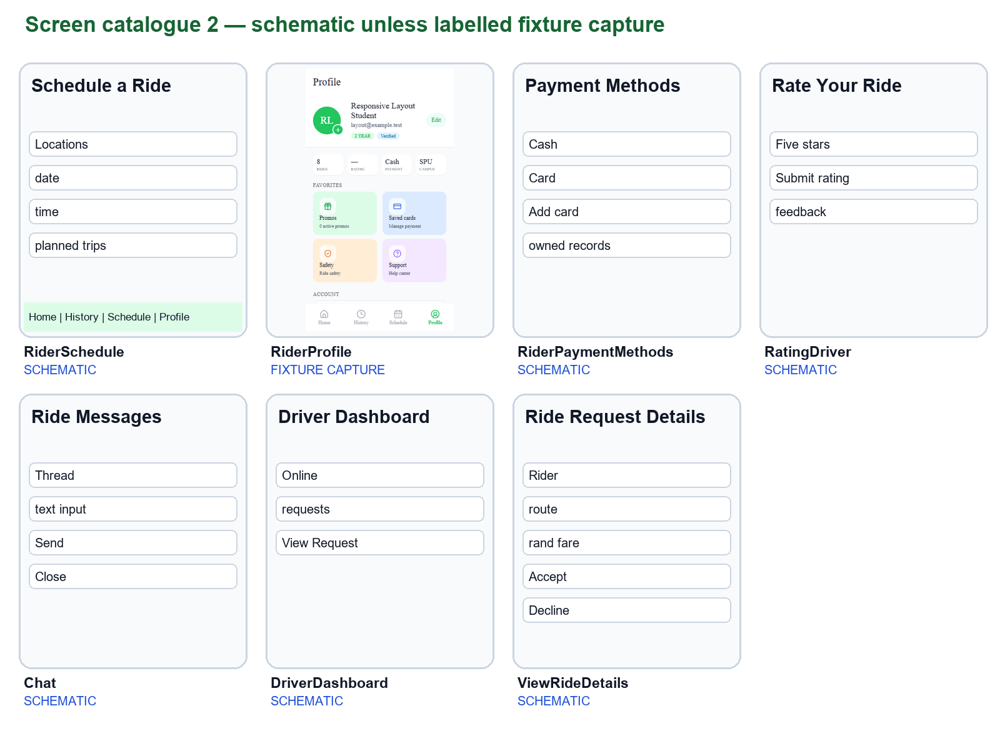 Screen catalogue 2 — schematic unless labelled fixture capture
Schedule a Ride
Locations
date
time
planned trips
Home | History | Schedule | Profile
RiderSchedule
SCHEMATIC
Profile
RL
+
Responsive Layout
Student
layout@example.test
2 YEAR
Verified
Edit
8
RIDES
—
RATING
Cash
PAYMENT
SPU
CAMPUS
FAVORITES
Promos
0 active promos
Saved cards
Manage payment
Safety
Ride safety
Support
Help center
ACCOUNT
Home
History
Schedule
Profile
RiderProfile
FIXTURE CAPTURE
Payment Methods
Cash
Card
Add card
owned records
RiderPaymentMethods
SCHEMATIC
Rate Your Ride
Five stars
Submit rating
feedback
RatingDriver
SCHEMATIC
Ride Messages
Thread
text input
Send
Close
Chat
SCHEMATIC
Driver Dashboard
Online
requests
View Request
DriverDashboard
SCHEMATIC
Ride Request Details
Rider
route
rand fare
Accept
Decline
ViewRideDetails
SCHEMATIC